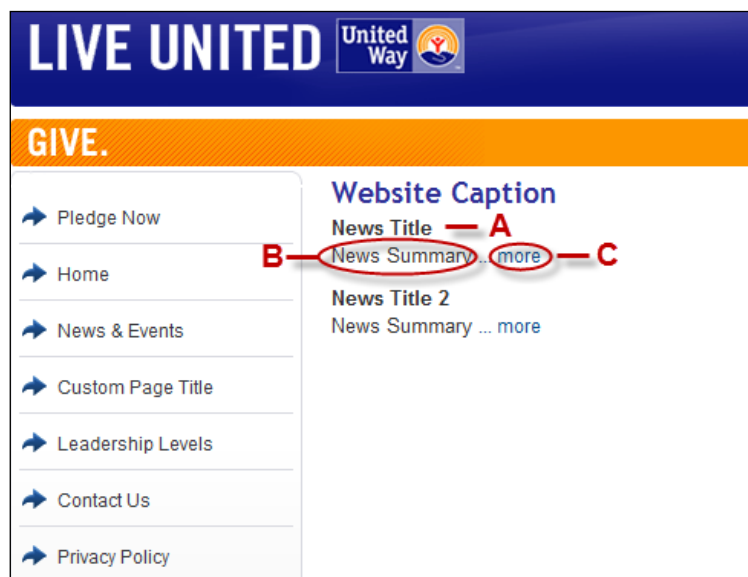 LIVE UNITED United Way
GIVE.
Pledge Now
Home
News & Events
Custom Page Title
Leadership Levels
Contact Us
Privacy Policy
Website Caption
News Title A
B News Summary ... more C
News Title 2
News Summary ... more